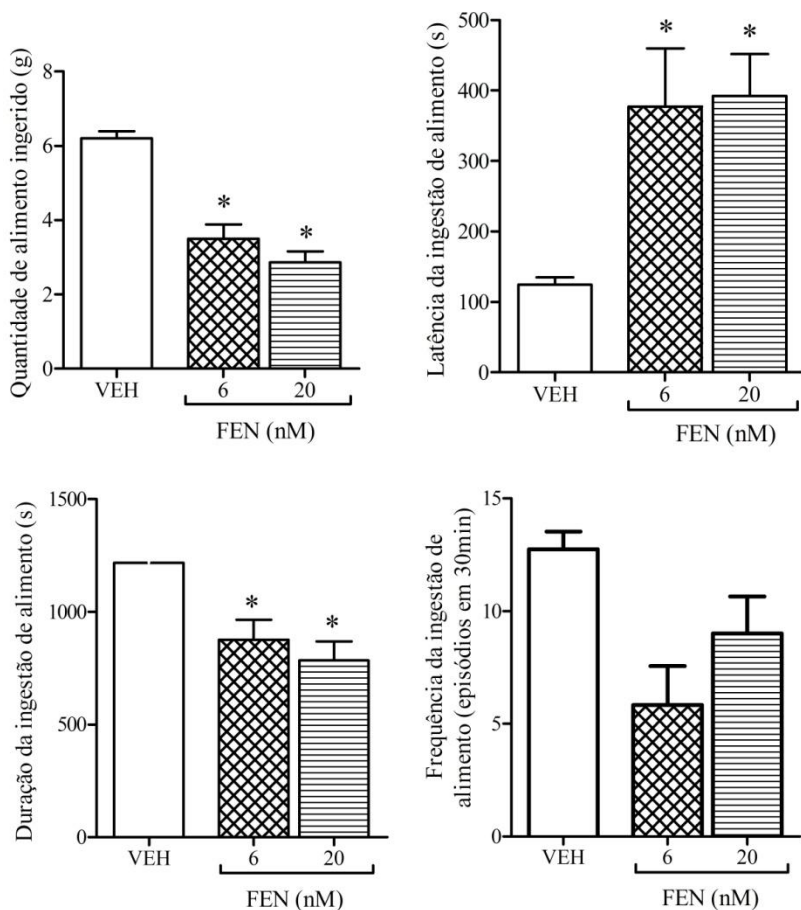 Quantidade de alimento ingerido (g)
8
6
4
2
0
*
*
VEH
6
20
FEN (nM)
Latência da ingestão de alimento (s)
500
400
300
200
100
0
*
*
VEH
6
20
FEN (nM)
Duração da ingestão de alimento (s)
1500
1000
500
0
*
*
VEH
6
20
FEN (nM)
Frequência da ingestão de
alimento (episódios em 30min)
15
10
5
0
VEH
6
20
FEN (nM)